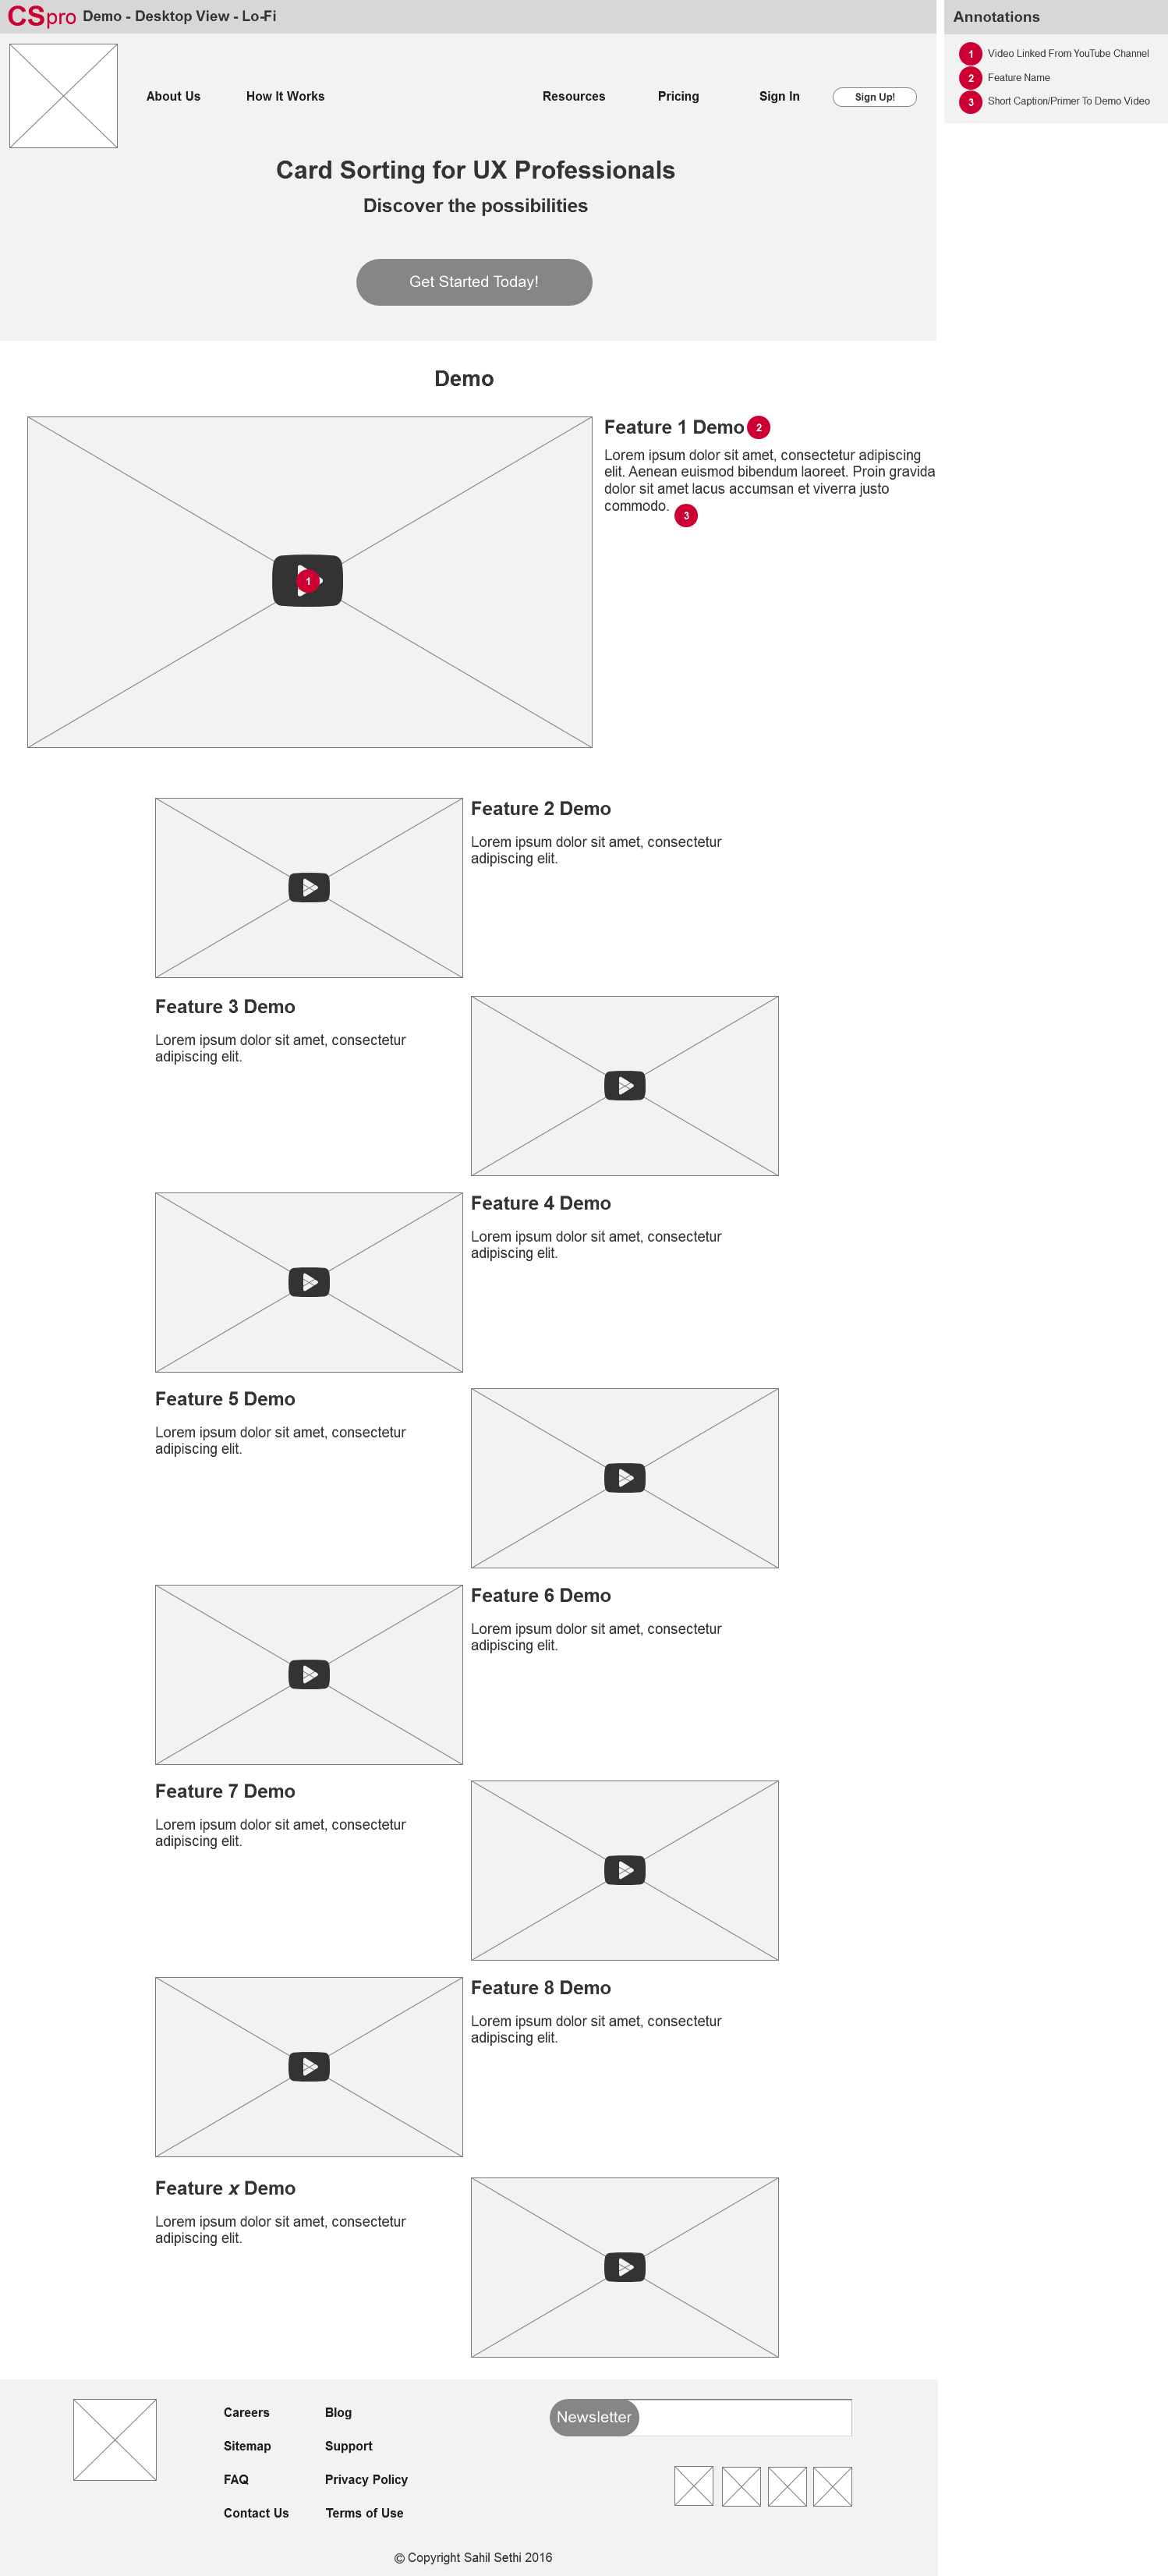 CSpro Demo - Desktop View - Lo-Fi
Annotations
1 Video Linked From YouTube Channel
2 Feature Name
3 Short Caption/Primer To Demo Video
About Us How It Works Resources Pricing Sign In Sign Up!
Card Sorting for UX Professionals
Discover the possibilities
Get Started Today!
Demo
1
Feature 1 Demo 2
Lorem ipsum dolor sit amet, consectetur adipiscing
elit. Aenean euismod bibendum laoreet. Proin gravida
dolor sit amet lacus accumsan et viverra justo
commodo. 3
Feature 2 Demo
Lorem ipsum dolor sit amet, consectetur
adipiscing elit.
Feature 3 Demo
Lorem ipsum dolor sit amet, consectetur
adipiscing elit.
Feature 4 Demo
Lorem ipsum dolor sit amet, consectetur
adipiscing elit.
Feature 5 Demo
Lorem ipsum dolor sit amet, consectetur
adipiscing elit.
Feature 6 Demo
Lorem ipsum dolor sit amet, consectetur
adipiscing elit.
Feature 7 Demo
Lorem ipsum dolor sit amet, consectetur
adipiscing elit.
Feature 8 Demo
Lorem ipsum dolor sit amet, consectetur
adipiscing elit.
Feature x Demo
Lorem ipsum dolor sit amet, consectetur
adipiscing elit.
Careers Blog Newsletter
Sitemap Support
FAQ Privacy Policy
Contact Us Terms of Use
© Copyright Sahil Sethi 2016